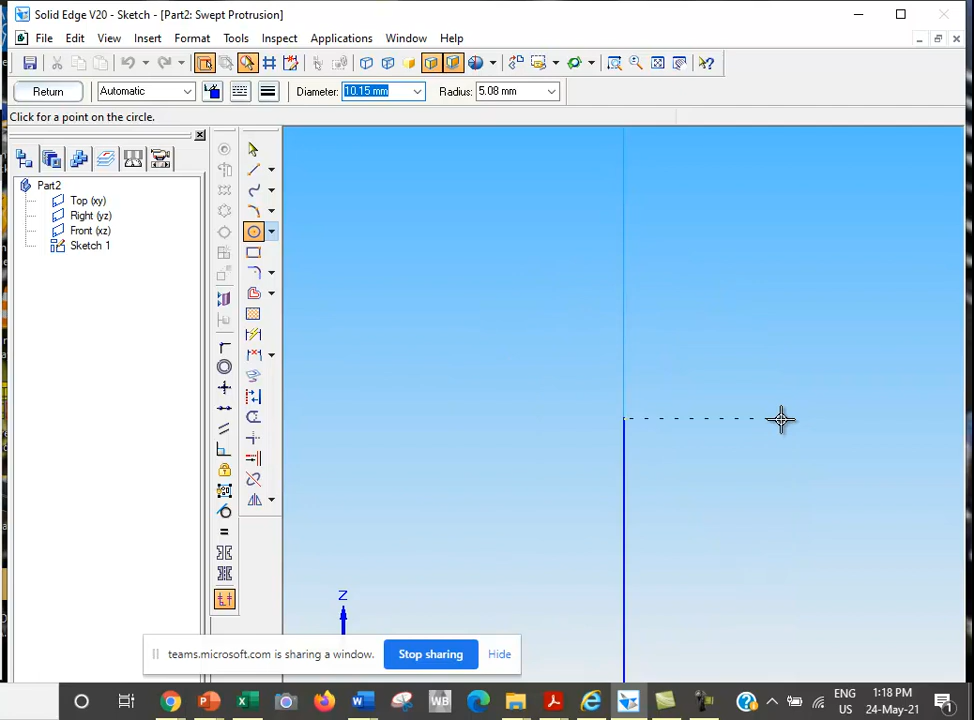 Solid Edge V20 - Sketch - [Part2: Swept Protrusion]
File Edit View Insert Format Tools Inspect Applications Window Help
Return Automatic Diameter: 10.15 mm Radius: 5.08 mm
Click for a point on the circle.
Part2
Top (xy)
Right (yz)
Front (xz)
Sketch 1
Z
teams.microsoft.com is sharing a window. Stop sharing Hide
ENG 1:18 PM
US 24-May-21